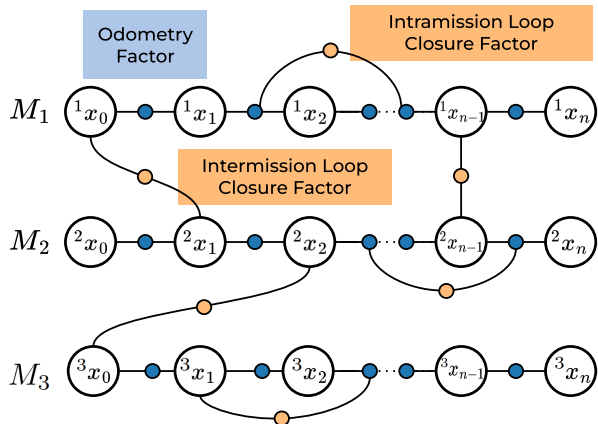 Odometry
Factor
Intramission Loop
Closure Factor
M₁ ¹x₀ ¹x₁ ¹x₂ ··· ¹xₙ₋₁ ¹xₙ
Intermission Loop
Closure Factor
M₂ ²x₀ ²x₁ ²x₂ ··· ²xₙ₋₁ ²xₙ
M₃ ³x₀ ³x₁ ³x₂ ··· ³xₙ₋₁ ³xₙ